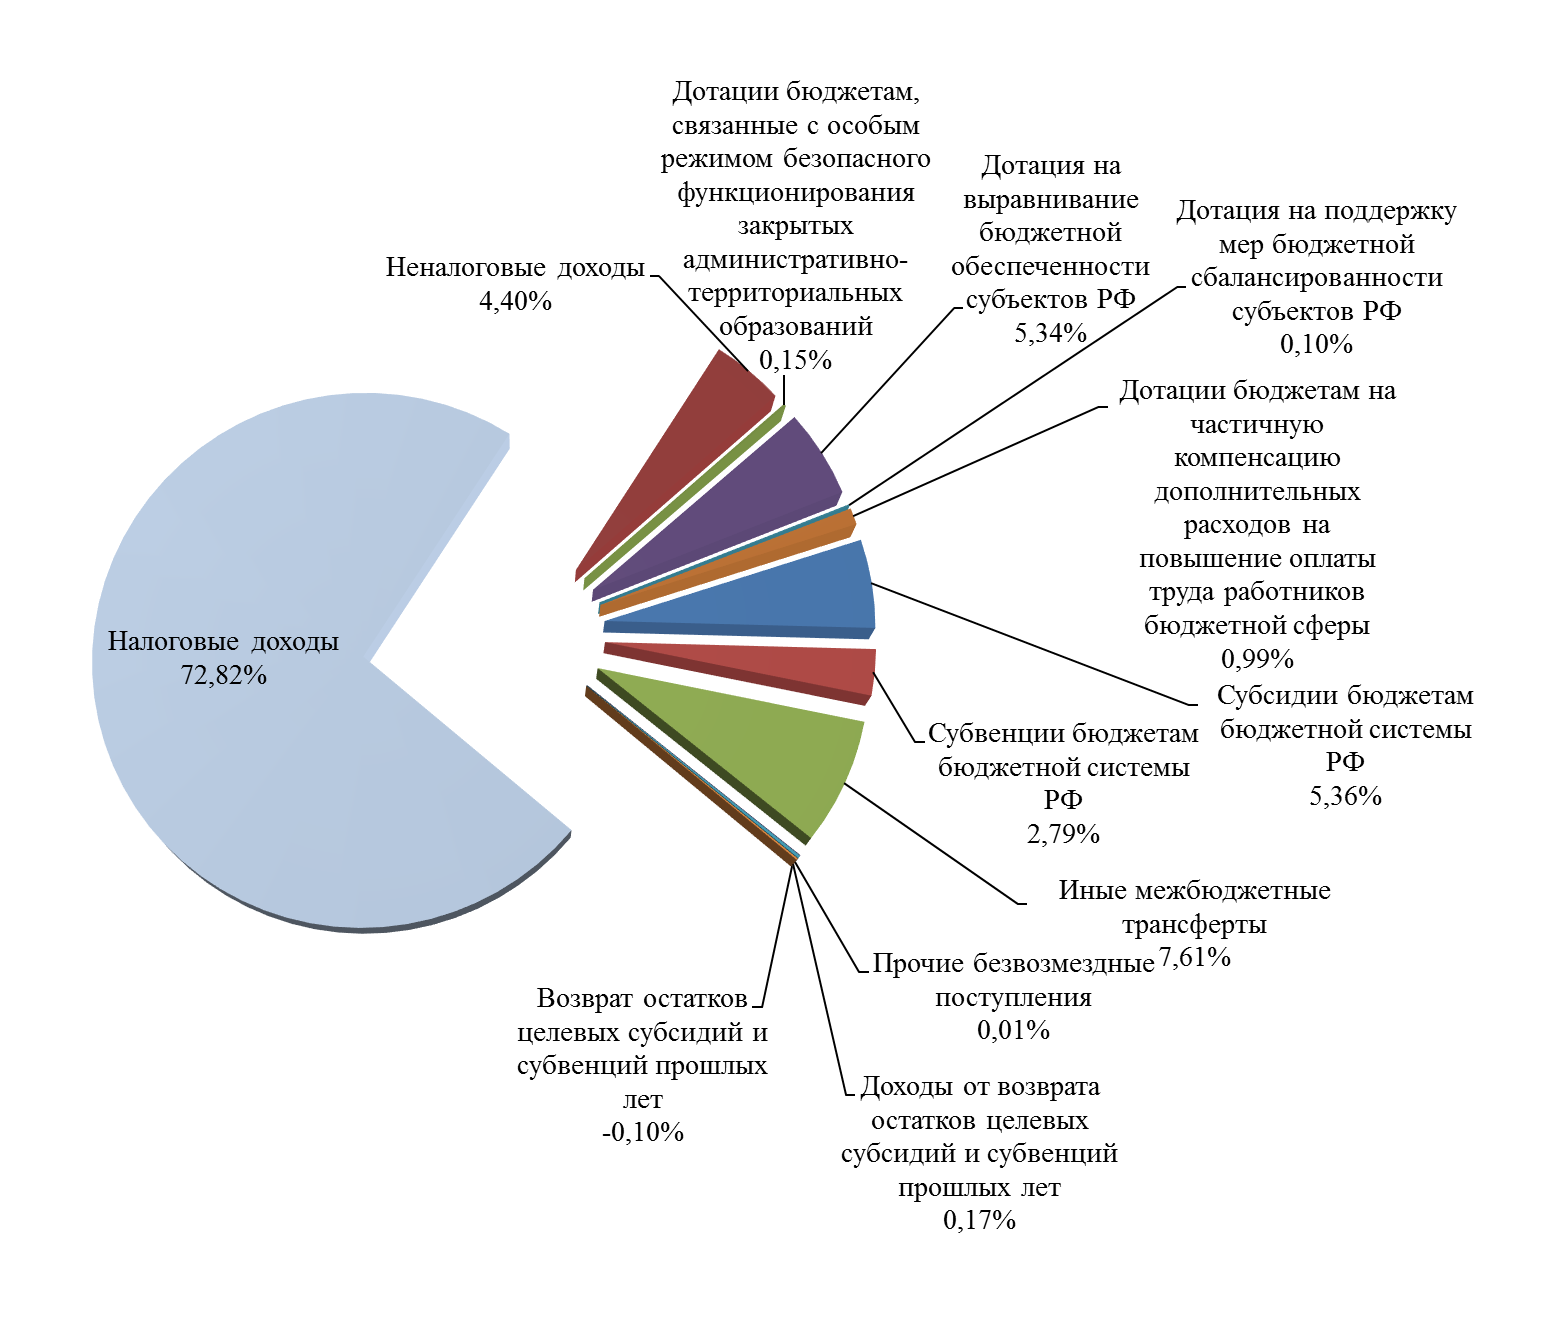 Дотации бюджетам,
связанные с особым
режимом безопасного
функционирования
закрытых
административно-
территориальных
образований
0,15%
Дотация на
выравнивание
бюджетной
обеспеченности
субъектов РФ
5,34%
Дотация на поддержку
мер бюджетной
сбалансированности
субъектов РФ
0,10%
Неналоговые доходы
4,40%
Дотации бюджетам на
частичную
компенсацию
дополнительных
расходов на
повышение оплаты
труда работников
бюджетной сферы
0,99%
Налоговые доходы
72,82%
Субсидии бюджетам
бюджетной системы
РФ
5,36%
Субвенции бюджетам
бюджетной системы
РФ
2,79%
Иные межбюджетные
трансферты
7,61%
Прочие безвозмездные
поступления
0,01%
Возврат остатков
целевых субсидий и
субвенций прошлых
лет
-0,10%
Доходы от возврата
остатков целевых
субсидий и субвенций
прошлых лет
0,17%